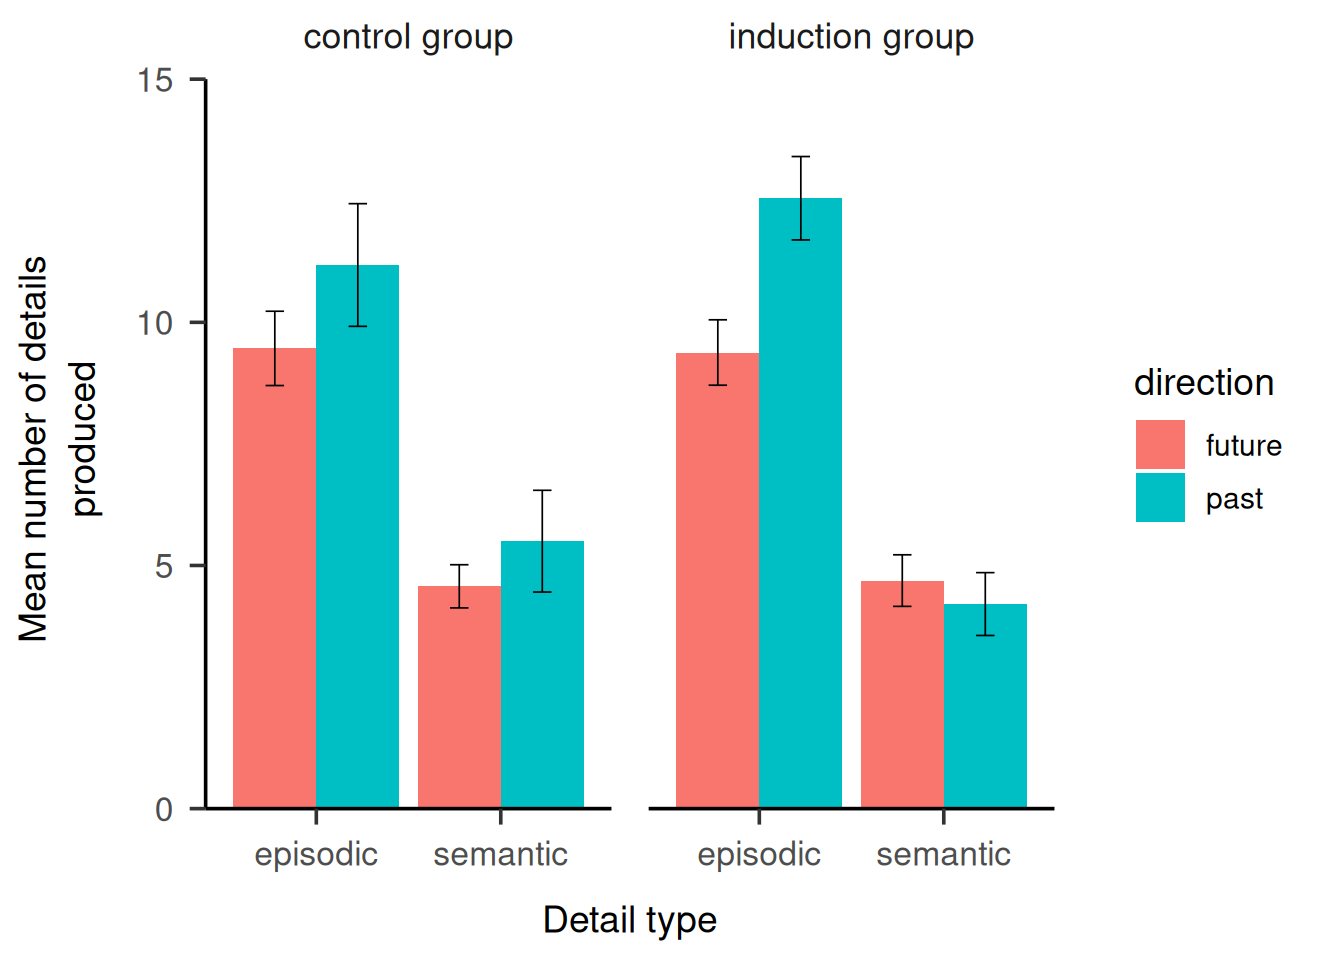 control group
induction group
15
10
5
0
Mean number of details
produced
episodic
semantic
episodic
semantic
Detail type
direction
future
past